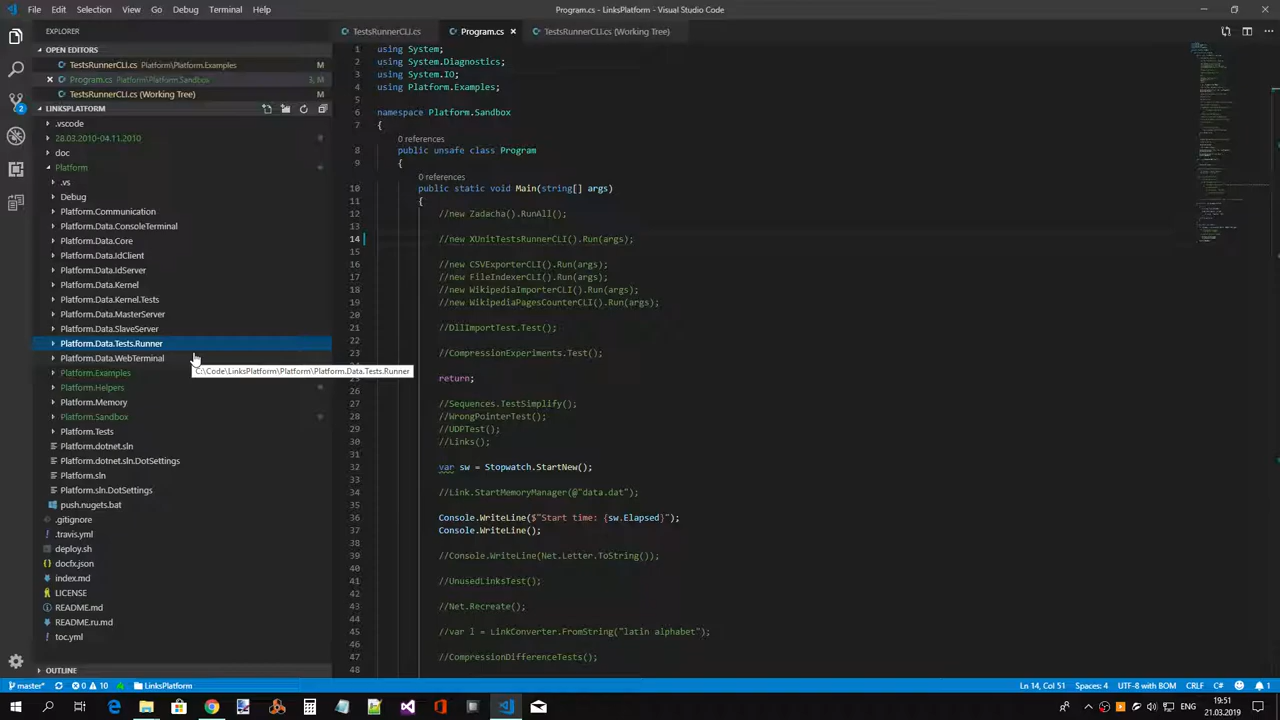 File Edit Selection View Go Debug Terminal Help
Program.cs - LinksPlatform - Visual Studio Code
EXPLORER
OPEN EDITORS
TestsRunnerCLI.cs Platform\Platform.Examples M
Program.cs Platform\Platform.Sandbox 3, M
TestsRunnerCLI.cs (Working Tree) M
2
LINKSPLATFORM
.vscode
28.03.2010-04.11.2010
doc
Platform
.vs
Debug
Platform.Communication
Platform.Data.ConsoleTerminal
Platform.Data.Core
Platform.Data.IdClient
Platform.Data.IdServer
Platform.Data.Kernel
Platform.Data.Kernel.Tests
Platform.Data.MasterServer
Platform.Data.SlaveServer
Platform.Data.Tests.Runner
Platform.Data.WebTerminal
C:\Code\LinksPlatform\Platform\Platform.Data.Tests.Runner
Platform.Examples
Platform.Helpers
Platform.Memory
Platform.Sandbox
Platform.Tests
Platform.dotnet.sln
Platform.dotnet.sln.DotSettings
Platform.sln
Platform.sln.DotSettings
push.nugets.bat
.gitignore
.travis.yml
deploy.sh
docfx.json
index.md
LICENSE
README.md
README.ru.md
toc.yml
OUTLINE
TestsRunnerCLI.cs Program.cs TestsRunnerCLI.cs (Working Tree)
1 using System;
2 using System.Diagnostics;
3 using System.IO;
4 using Platform.Examples;
5
6 namespace Platform.Sandbox
7 {
0 references
8 public unsafe class Program
9 {
0 references
10 public static void Main(string[] args)
11 {
12 //new Zadacha().RunAll();
13
14 //new XUnitTestsRunnerCLI().Run(args);
15
16 //new CSVExporterCLI().Run(args);
17 //new FileIndexerCLI().Run(args);
18 //new WikipediaImporterCLI().Run(args);
19 //new WikipediaPagesCounterCLI().Run(args);
20
21 //DllImportTest.Test();
22
23 //CompressionExperiments.Test();
24
25 return;
26
27 //Sequences.TestSimplify();
28 //WrongPointerTest();
29 //UDPTest();
30 //Links();
31
32 var sw = Stopwatch.StartNew();
33
34 //Link.StartMemoryManager(@"data.dat");
35
36 Console.WriteLine($"Start time: {sw.Elapsed}");
37 Console.WriteLine();
38
39 //Console.WriteLine(Net.Letter.ToString());
40
41 //UnusedLinksTest();
42
43 //Net.Recreate();
44
45 //var l = LinkConverter.FromString("latin alphabet");
46
47 //CompressionDifferenceTests();
48
master* 0 10 LinksPlatform
Ln 14, Col 51 Spaces: 4 UTF-8 with BOM CRLF C# 1
ENG
19:51
21.03.2019